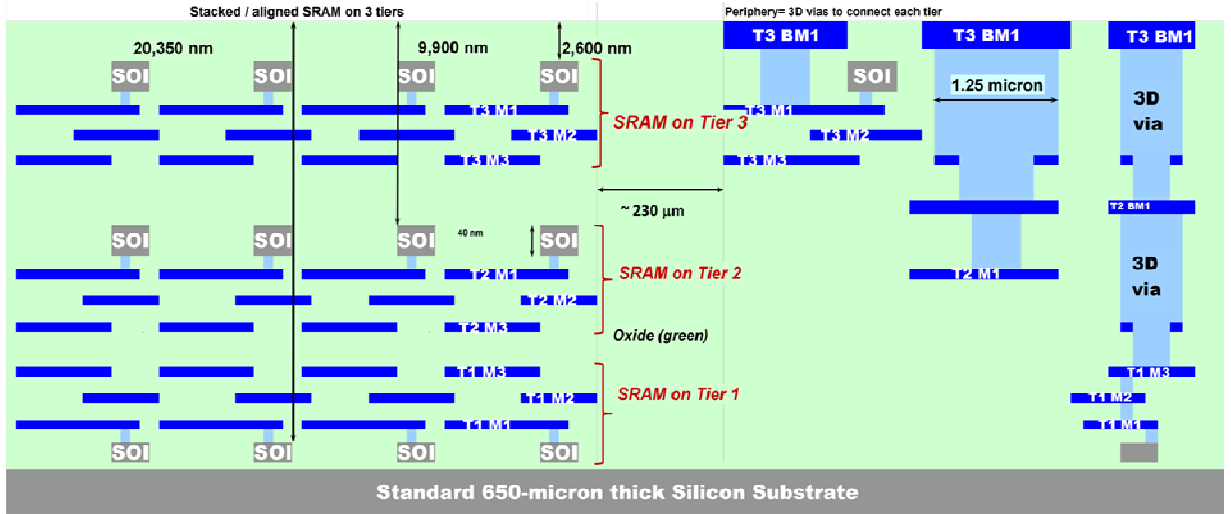 Stacked / aligned SRAM on 3 tiers
Periphery= 3D vias to connect each tier
20,350 nm
9,900 nm
2,600 nm
T3 BM1
T3 BM1
T3 BM1
SOI
SOI
SOI
SOI
SOI
1.25 micron
3D
via
T3 M1
SRAM on Tier 3
T3 M1
T3 M2
T3 M2
T3 M3
T3 M3
~ 230 μm
T2 BM1
SOI
SOI
SOI
40 nm
SOI
T2 M1
SRAM on Tier 2
T2 M1
3D
via
T2 M2
T2 M3
Oxide (green)
T1 M3
T1 M3
T1 M2
SRAM on Tier 1
T1 M2
T1 M1
T1 M1
SOI
SOI
SOI
SOI
Standard 650-micron thick Silicon Substrate